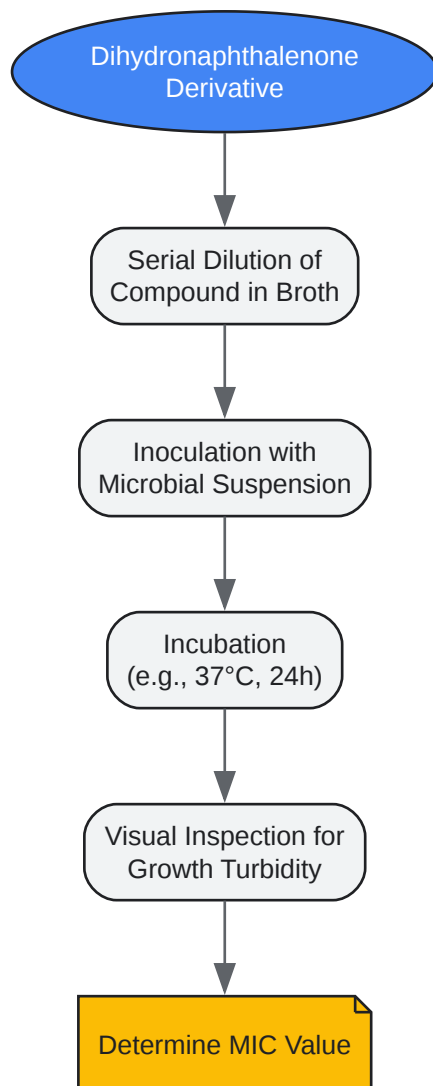 Dihydronaphthalenone
Derivative
Serial Dilution of
Compound in Broth
Inoculation with
Microbial Suspension
Incubation
(e.g., 37°C, 24h)
Visual Inspection for
Growth Turbidity
Determine MIC Value